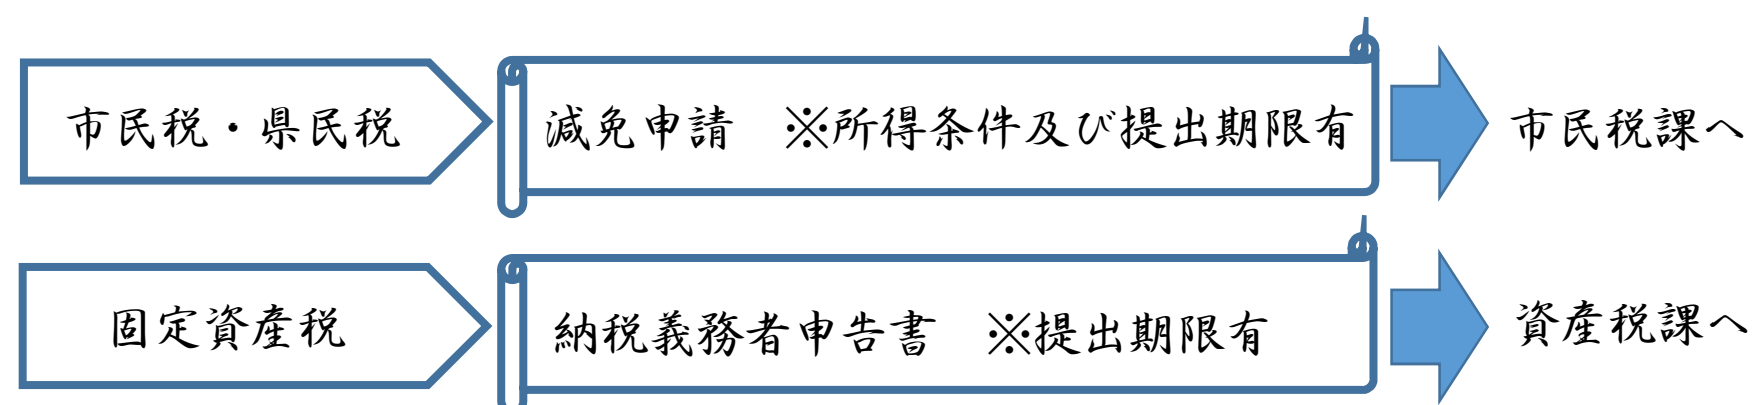 市民税・県民税 減免申請 ※所得条件及び提出期限有 市民税課へ
固定資産税 納税義務者申告書 ※提出期限有 資産税課へ